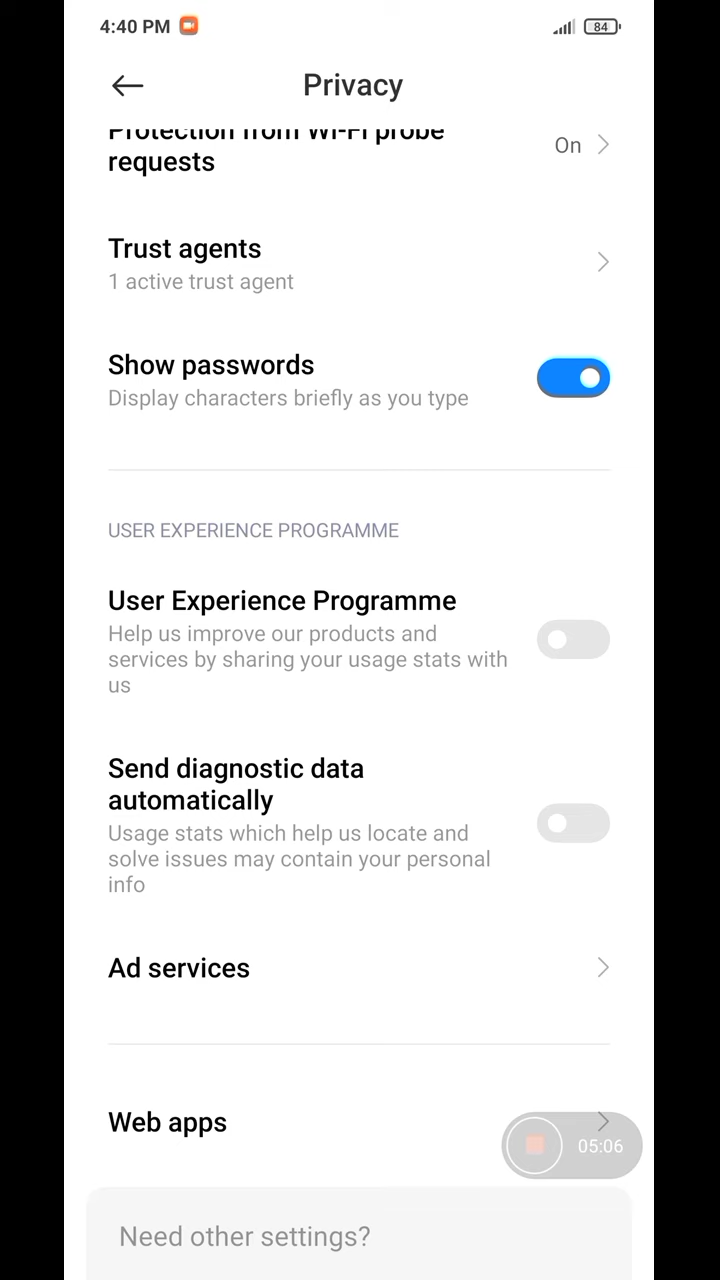 4:40 PM
84
Privacy
Protection from Wi-Fi probe
requests
On
Trust agents
1 active trust agent
Show passwords
Display characters briefly as you type
USER EXPERIENCE PROGRAMME
User Experience Programme
Help us improve our products and
services by sharing your usage stats with
us
Send diagnostic data
automatically
Usage stats which help us locate and
solve issues may contain your personal
info
Ad services
Web apps
05:06
Need other settings?